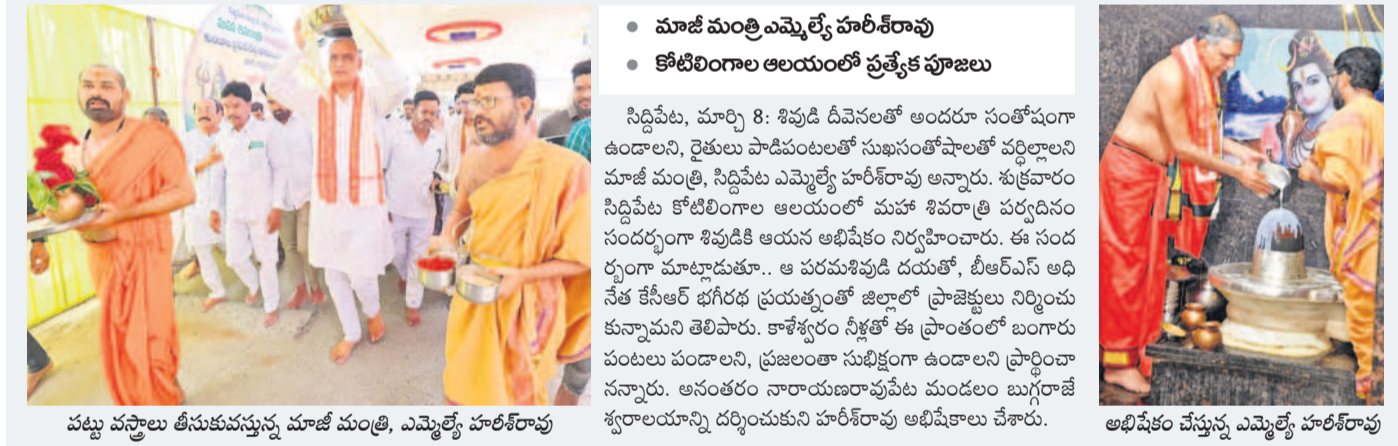 పట్టు వస్త్రాలు తీసుకువస్తున్న మాజీ మంత్రి, ఎమ్మెల్యే హరీశ్‌రావు
• మాజీ మంత్రి ఎమ్మెల్యే హరీశ్‌రావు
• కోటిలింగాల ఆలయంలో ప్రత్యేక పూజలు
సిద్దిపేట, మార్చి 8: శివుడి దీవెనలతో అందరూ సంతోషంగా
ఉండాలని, రైతులు పాడిపంటలతో సుఖసంతోషాలతో వర్ధిల్లాలని
మాజీ మంత్రి, సిద్దిపేట ఎమ్మెల్యే హరీశ్‌రావు అన్నారు. శుక్రవారం
సిద్దిపేట కోటిలింగాల ఆలయంలో మహా శివరాత్రి పర్వదినం
సందర్భంగా శివుడికి ఆయన అభిషేకం నిర్వహించారు. ఈ సంద
ర్భంగా మాట్లాడుతూ.. ఆ పరమశివుడి దయతో, బీఆర్ఎస్ అధి
నేత కేసీఆర్ భగీరథ ప్రయత్నంతో జిల్లాలో ప్రాజెక్టులు నిర్మించు
కున్నామని తెలిపారు. కాళేశ్వరం నీళ్లతో ఈ ప్రాంతంలో బంగారు
పంటలు పండాలని, ప్రజలంతా సుభిక్షంగా ఉండాలని ప్రార్థించా
నన్నారు. అనంతరం నారాయణరావుపేట మండలం బుగ్గరాజే
శ్వరాలయాన్ని దర్శించుకుని హరీశ్‌రావు అభిషేకాలు చేశారు.
అభిషేకం చేస్తున్న ఎమ్మెల్యే హరీశ్‌రావు